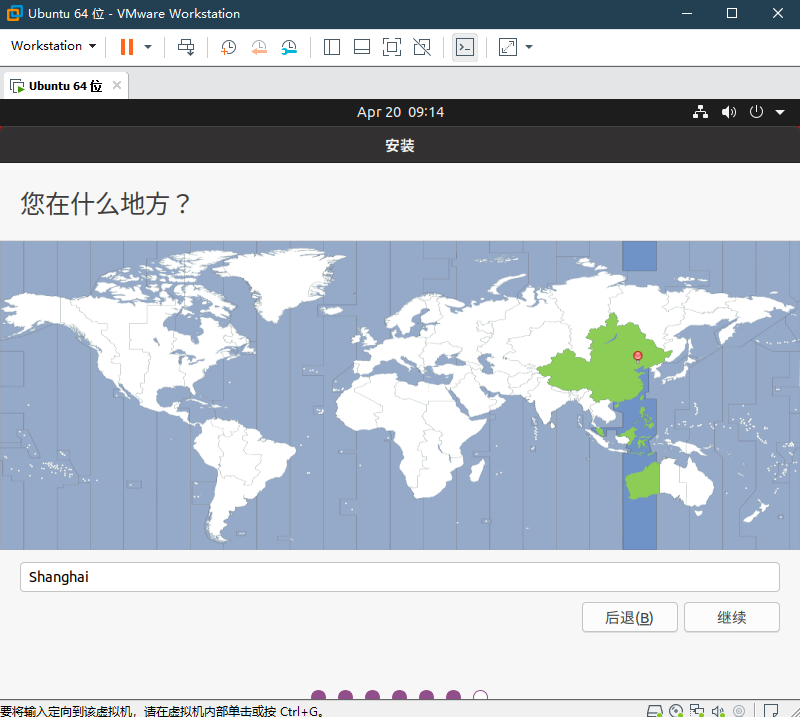 Ubuntu 64 位 - VMware Workstation
Workstation
Ubuntu 64 位
Apr 20 09:14
安装
您在什么地方？
Shanghai
后退(B)
继续
要将输入定向到该虚拟机，请在虚拟机内部单击或按 Ctrl+G。